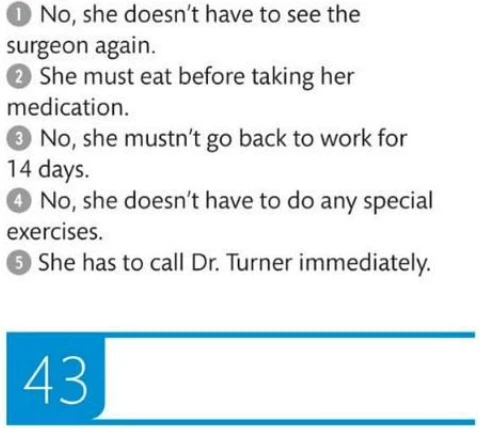 1 No, she doesn't have to see the
surgeon again.
2 She must eat before taking her
medication.
3 No, she mustn't go back to work for
14 days.
4 No, she doesn't have to do any special
exercises.
5 She has to call Dr. Turner immediately.
43